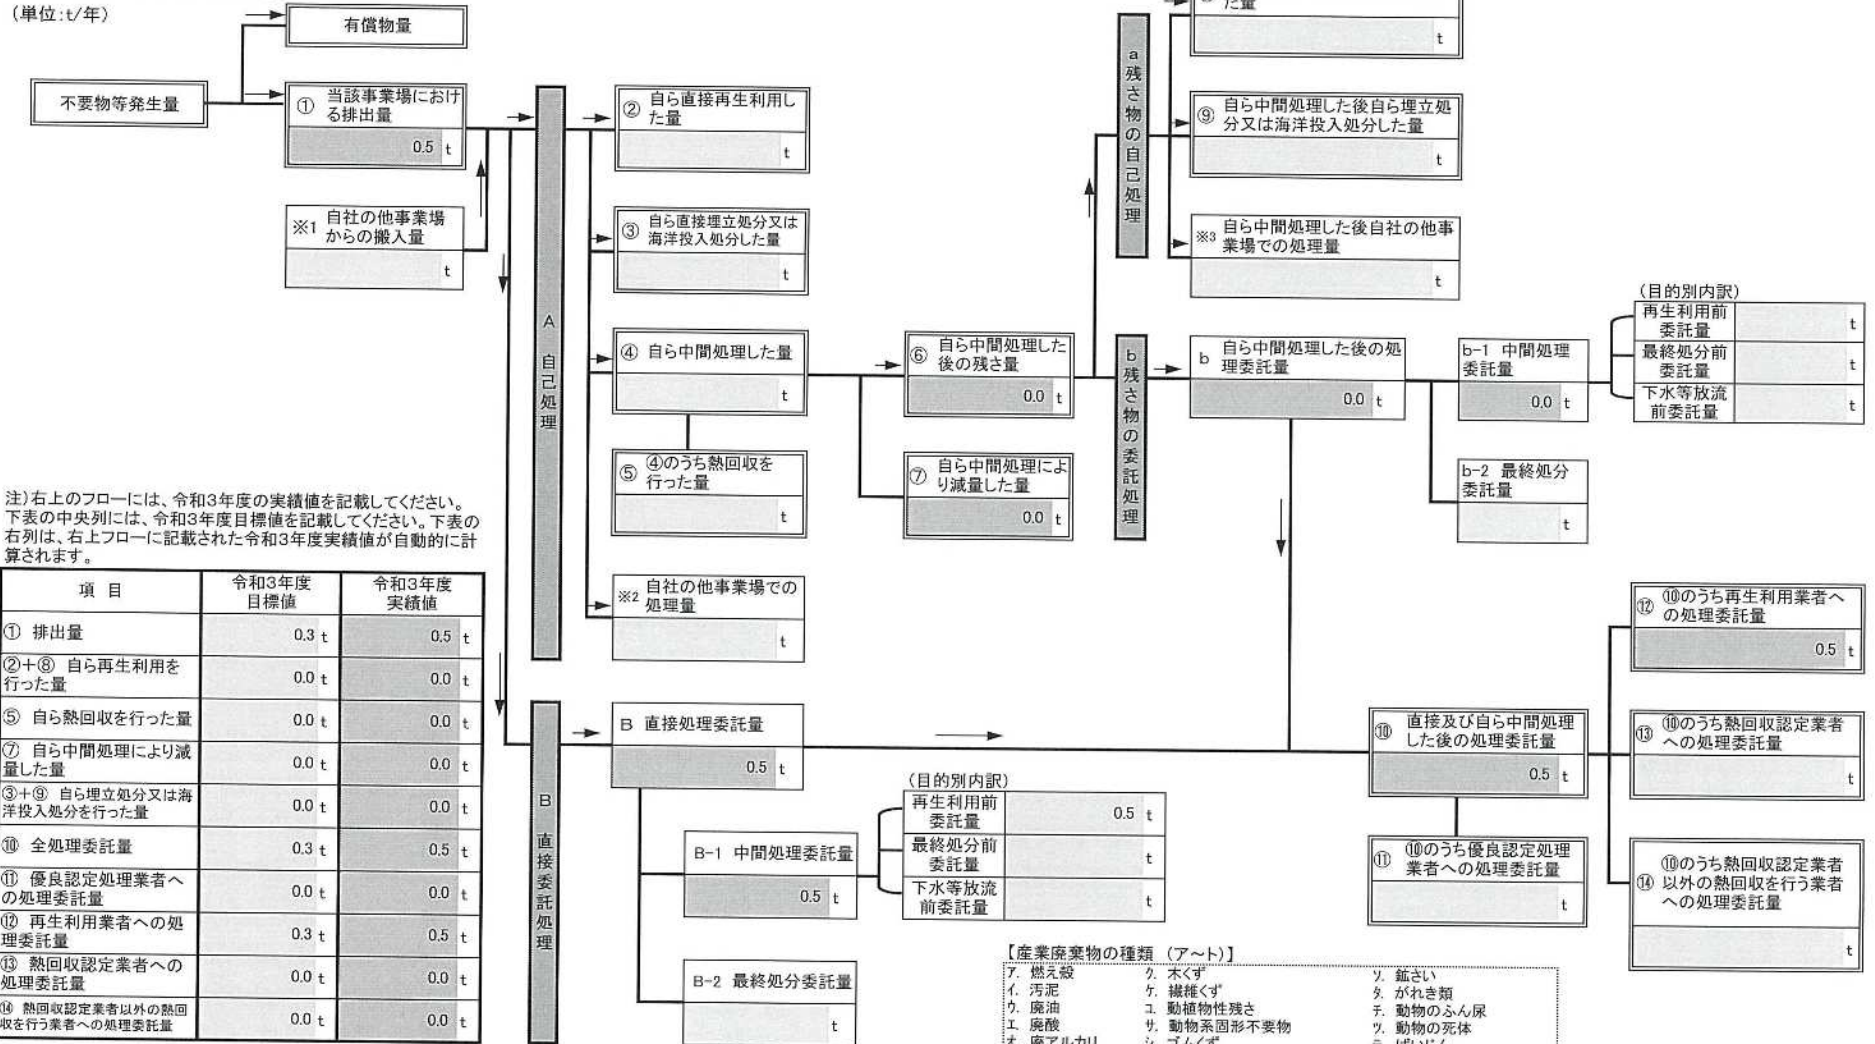 (単位:t/年)
有償物量
不要物等発生量
① 当該事業場におけ
る排出量
0.5 t
※1 自社の他事業場
からの搬入量
t
A 自己処理
② 自ら直接再生利用し
た量
t
③ 自ら直接埋立処分又は
海洋投入処分した量
t
④ 自ら中間処理した量
t
⑤ ④のうち熱回収を
行った量
t
※2 自社の他事業場での
処理量
t
⑥ 自ら中間処理した
後の残さ量
0.0 t
⑦ 自ら中間処理によ
り減量した量
0.0 t
a 残さ物の自己処理
た量
t
⑨ 自ら中間処理した後自ら埋立処
分又は海洋投入処分した量
t
※3 自ら中間処理した後自社の他事
業場での処理量
t
b 残さ物の委託処理
b 自ら中間処理した後の処
理委託量
0.0 t
b-1 中間処理
委託量
0.0 t
(目的別内訳)
再生利用前
委託量 t
最終処分前
委託量 t
下水等放流
前委託量 t
b-2 最終処分
委託量
t
注)右上のフローには、令和3年度の実績値を記載してください。
下表の中央列には、令和3年度目標値を記載してください。下表の
右列は、右上フローに記載された令和3年度実績値が自動的に計
算されます。
項 目 令和3年度 目標値 令和3年度 実績値
① 排出量 0.3 t 0.5 t
②+⑧ 自ら再生利用を
行った量 0.0 t 0.0 t
⑤ 自ら熱回収を行った量 0.0 t 0.0 t
⑦ 自ら中間処理により減
量した量 0.0 t 0.0 t
③+⑨ 自ら埋立処分又は海
洋投入処分を行った量 0.0 t 0.0 t
⑩ 全処理委託量 0.3 t 0.5 t
⑪ 優良認定処理業者へ
の処理委託量 0.0 t 0.0 t
⑫ 再生利用業者への処
理委託量 0.3 t 0.5 t
⑬ 熱回収認定業者への
処理委託量 0.0 t 0.0 t
⑭ 熱回収認定業者以外の熱回
収を行う業者への処理委託量 0.0 t 0.0 t
B 直接委託処理
B 直接処理委託量
0.5 t
B-1 中間処理委託量
0.5 t
(目的別内訳)
再生利用前
委託量 0.5 t
最終処分前
委託量 t
下水等放流
前委託量 t
B-2 最終処分委託量
t
⑩ 直接及び自ら中間処理
した後の処理委託量
0.5 t
⑪ ⑩のうち優良認定処理
業者への処理委託量
t
⑫ ⑩のうち再生利用業者へ
の処理委託量
0.5 t
⑬ ⑩のうち熱回収認定業者
への処理委託量
t
⑭ ⑩のうち熱回収認定業者
以外の熱回収を行う業者
への処理委託量
t
【産業廃棄物の種類 (ア~ト)】
ア. 燃え殻 ク. 木くず ソ. 鉱さい
イ. 汚泥 ケ. 繊維くず タ. がれき類
ウ. 廃油 コ. 動植物性残さ チ. 動物のふん尿
エ. 廃酸 サ. 動物系固形不要物 ツ. 動物の死体
オ. 廃アルカリ シ. ゴムくず テ. ばいじん